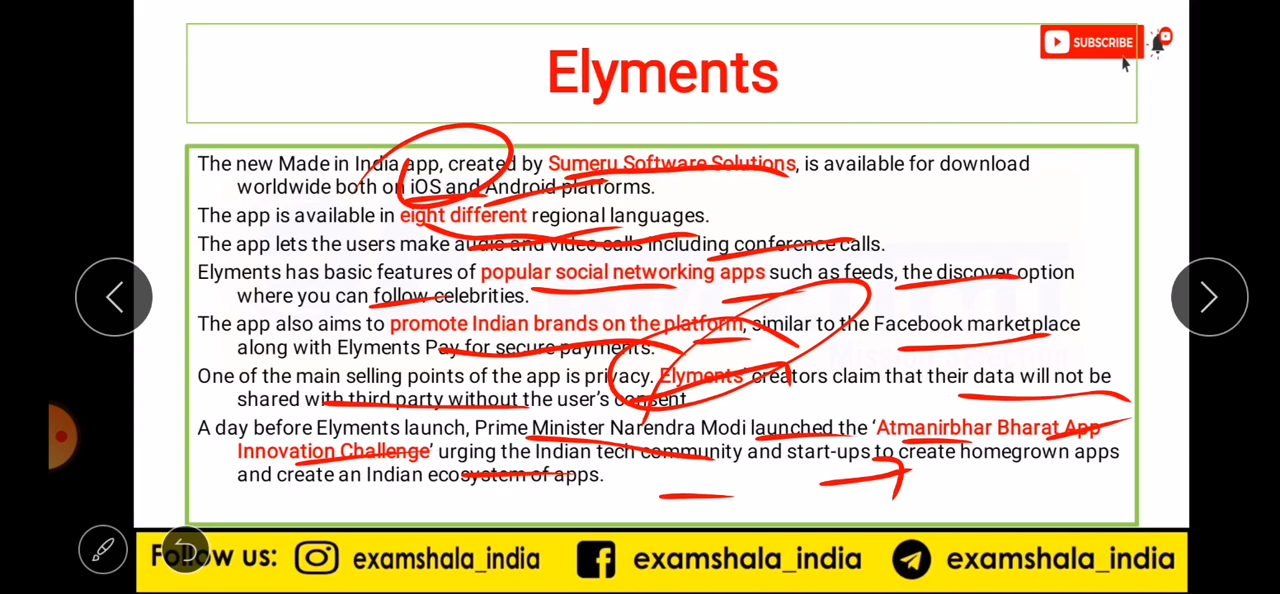 Elyments
SUBSCRIBE
The new Made in India app, created by Sumeru Software Solutions, is available for download
worldwide both on iOS and Android platforms.
The app is available in eight different regional languages.
The app lets the users make audio and video calls including conference calls.
Elyments has basic features of popular social networking apps such as feeds, the discover option
where you can follow celebrities.
The app also aims to promote Indian brands on the platform, similar to the Facebook marketplace
along with Elyments Pay for secure payments.
One of the main selling points of the app is privacy. Elyments' creators claim that their data will not be
shared with third party without the user's consent.
A day before Elyments launch, Prime Minister Narendra Modi launched the 'Atmanirbhar Bharat App
Innovation Challenge' urging the Indian tech community and start-ups to create homegrown apps
and create an Indian ecosystem of apps.
Follow us: examshala_india examshala_india examshala_india